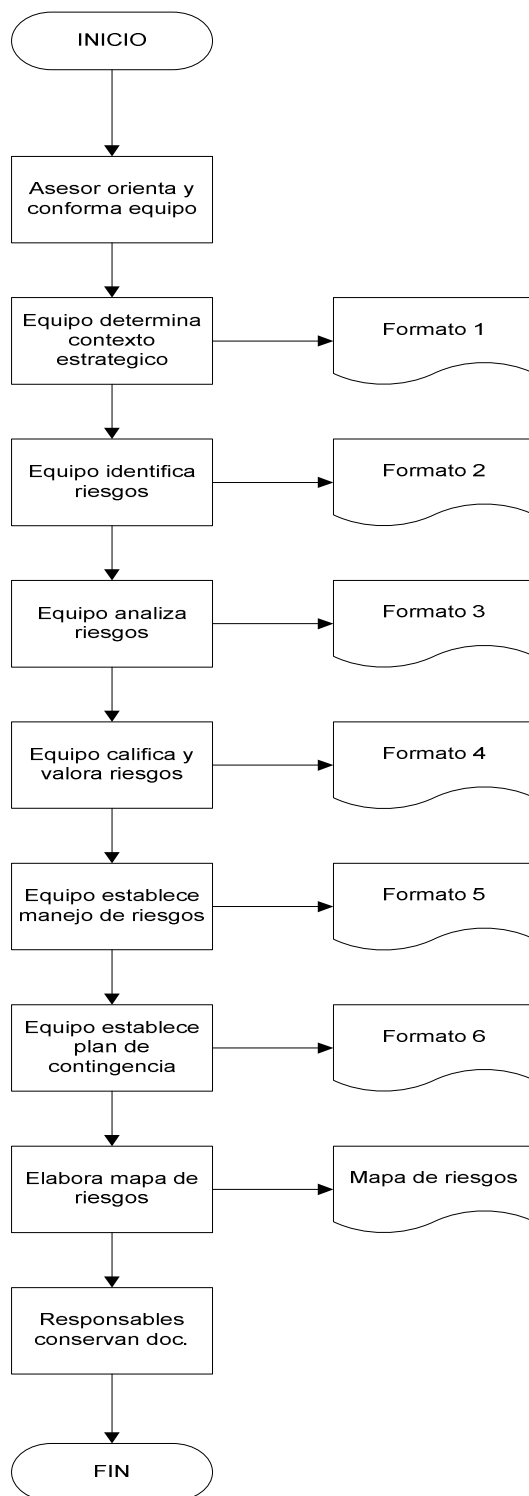 INICIO
Asesor orienta y
conforma equipo
Equipo determina
contexto
estrategico
Formato 1
Equipo identifica
riesgos
Formato 2
Equipo analiza
riesgos
Formato 3
Equipo califica y
valora riesgos
Formato 4
Equipo establece
manejo de riesgos
Formato 5
Equipo establece
plan de
contingencia
Formato 6
Elabora mapa de
riesgos
Mapa de riesgos
Responsables
conservan doc.
FIN